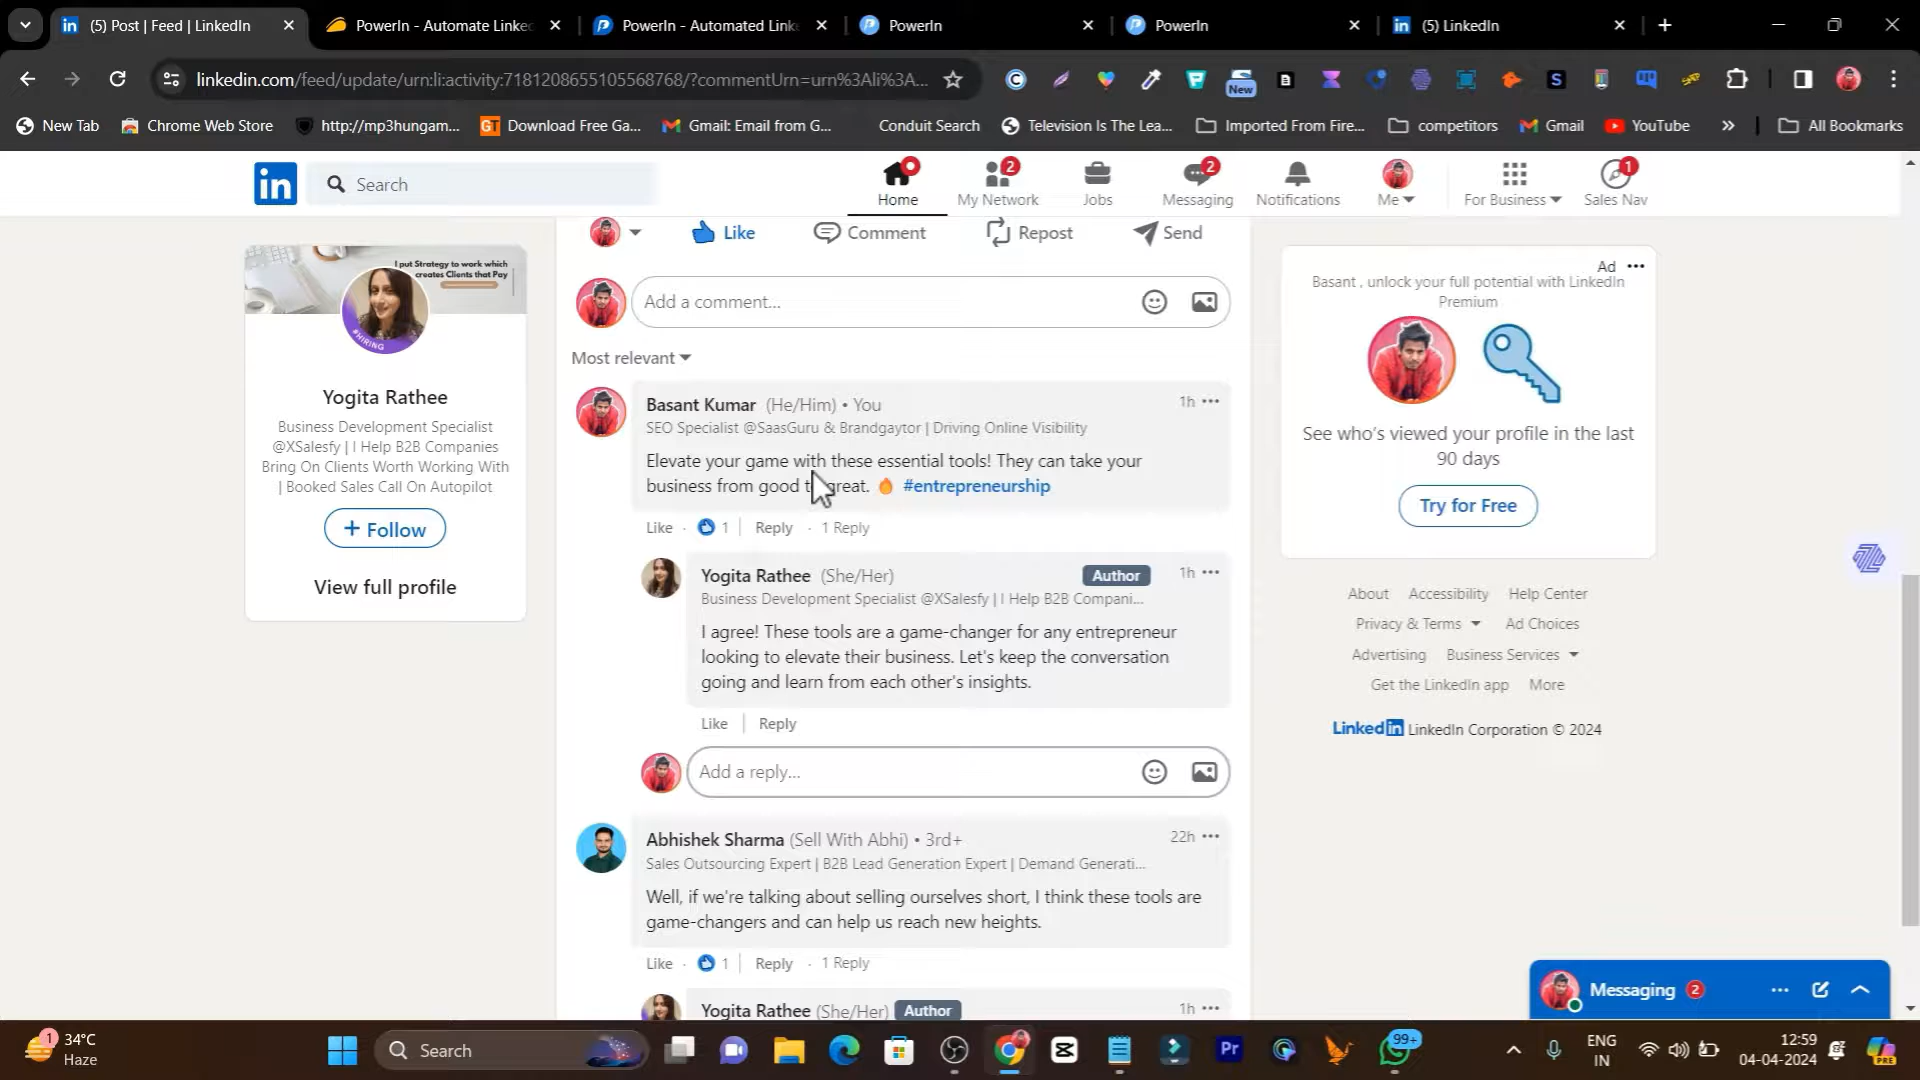 (5) Post | Feed | LinkedIn
PowerIn - Automate Linke
PowerIn - Automated Link
PowerIn
PowerIn
(5) LinkedIn
linkedin.com/feed/update/urn:li:activity:7181208655105568768/?commentUrn=urn%3Ali%3A...
New
New Tab
Chrome Web Store
http://mp3hungam...
Download Free Ga...
Gmail: Email from G...
Conduit Search
Television Is The Lea...
Imported From Fire...
competitors
Gmail
YouTube
»
All Bookmarks
in
Search
Home
2
My Network
Jobs
2
Messaging
Notifications
Me
For Business
1
Sales Nav
Like
Comment
Repost
Send
I put Strategy to work which
creates Clients that Pay
#HIRING
Yogita Rathee
Business Development Specialist
@XSalesfy | I Help B2B Companies
Bring On Clients Worth Working With
| Booked Sales Call On Autopilot
+ Follow
View full profile
Add a comment...
Most relevant
Basant Kumar (He/Him) • You
1h
SEO Specialist @SaasGuru & Brandgaytor | Driving Online Visibility
Elevate your game with these essential tools! They can take your
business from good to great. 🔥 #entrepreneurship
Like · 1 | Reply · 1 Reply
Yogita Rathee (She/Her)
Author
1h
Business Development Specialist @XSalesfy | I Help B2B Compani...
I agree! These tools are a game-changer for any entrepreneur
looking to elevate their business. Let's keep the conversation
going and learn from each other's insights.
Like | Reply
Add a reply...
Abhishek Sharma (Sell With Abhi) • 3rd+
22h
Sales Outsourcing Expert | B2B Lead Generation Expert | Demand Generati...
Well, if we're talking about selling ourselves short, I think these tools are
game-changers and can help us reach new heights.
Like · 1 | Reply · 1 Reply
Yogita Rathee (She/Her) Author
1h
Ad
Basant , unlock your full potential with LinkedIn
Premium
See who's viewed your profile in the last
90 days
Try for Free
About Accessibility Help Center
Privacy & Terms Ad Choices
Advertising Business Services
Get the LinkedIn app More
Linkedin LinkedIn Corporation © 2024
Messaging 2
1
34°C
Haze
Search
Pr
99+
ENG
IN
12:59
04-04-2024
PRE